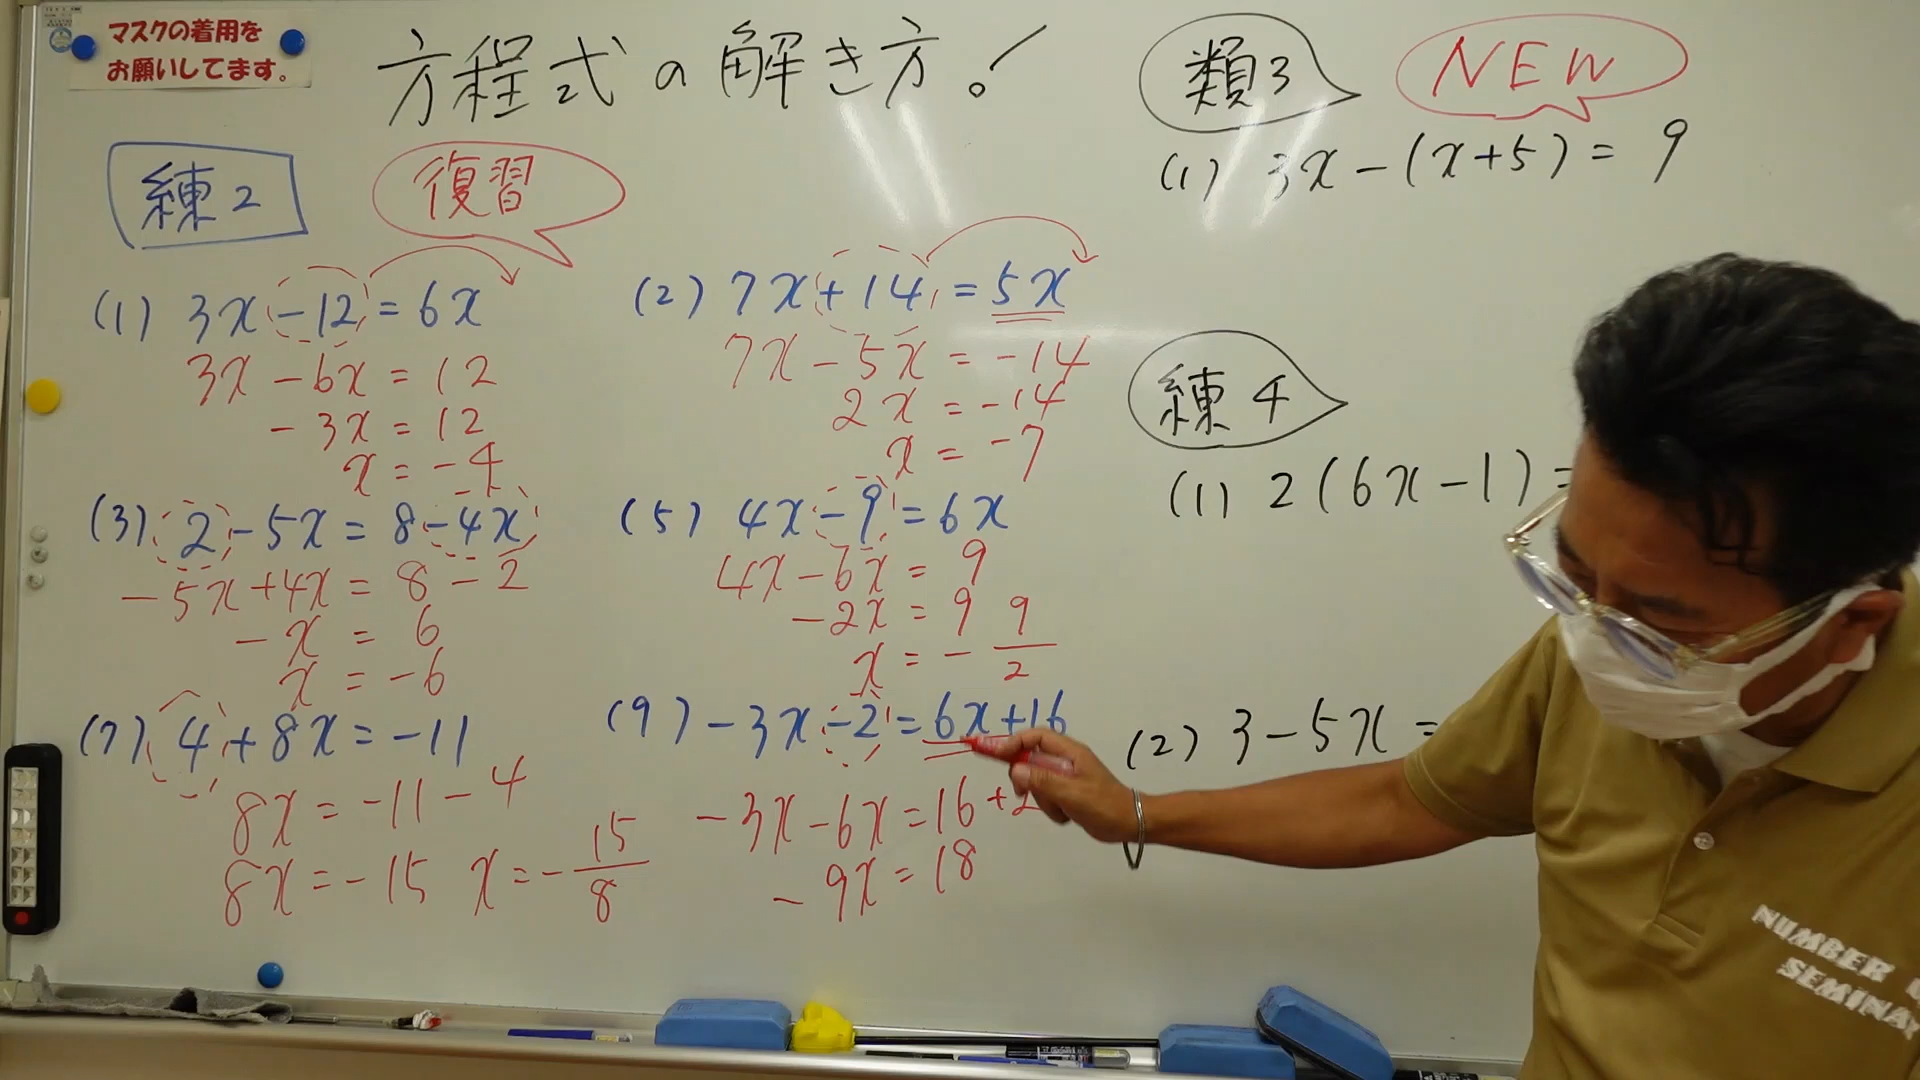 マスクの着用を
お願いしてます。
方程式の解き方!
練2
復習
(1) 3x-12=6x
3x-6x=12
-3x=12
x=-4
(2) 7x+14=5x
7x-5x=-14
2x=-14
x=-7
(3) 2-5x=8-4x
-5x+4x=8-2
-x=6
x=-6
(5) 4x-9=6x
4x-6x=9
-2x=9
x=-9/2
(7) 4+8x=-11
8x=-11-4
8x=-15 x=-15/8
(9) -3x-2=6x+16
-3x-6x=16+2
-9x=18
類3
NEW
(1) 3x-(x+5)=9
練4
(1) 2(6x-1)=
(2) 3-5x=
NUMBER
SEMINAR